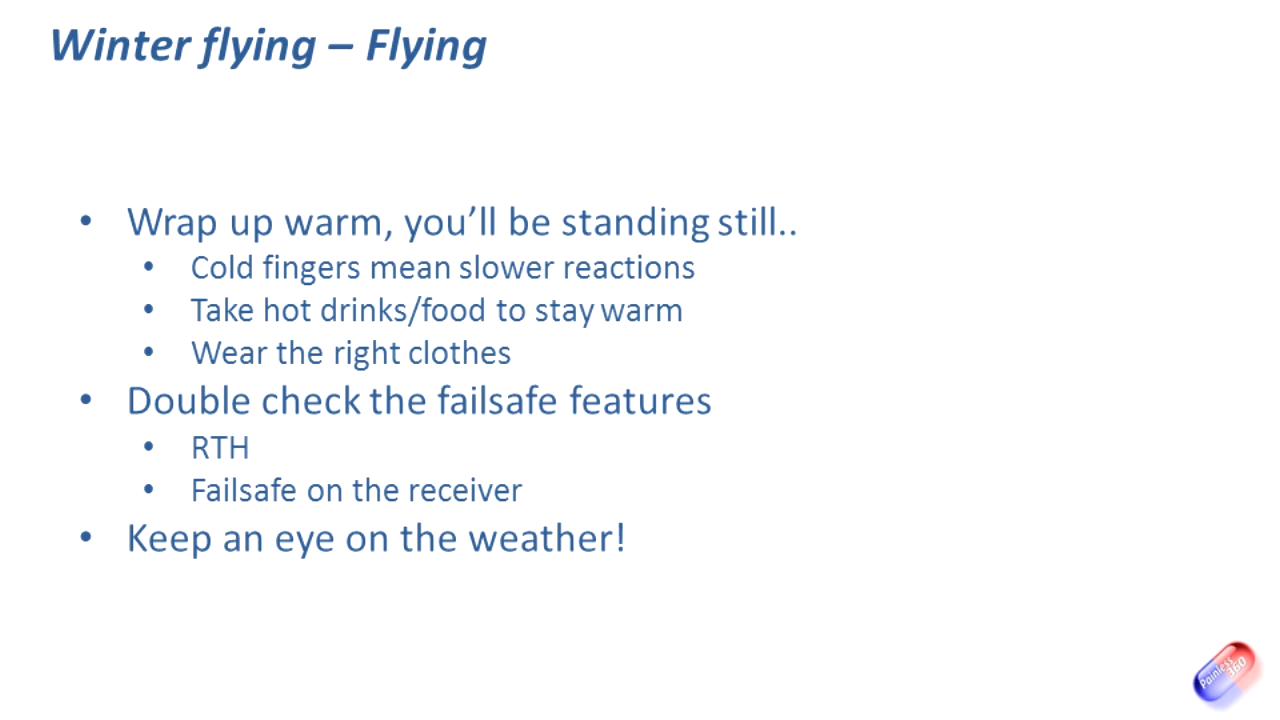 Winter flying – Flying
• Wrap up warm, you’ll be standing still..
• Cold fingers mean slower reactions
• Take hot drinks/food to stay warm
• Wear the right clothes
• Double check the failsafe features
• RTH
• Failsafe on the receiver
• Keep an eye on the weather!
Painless
360